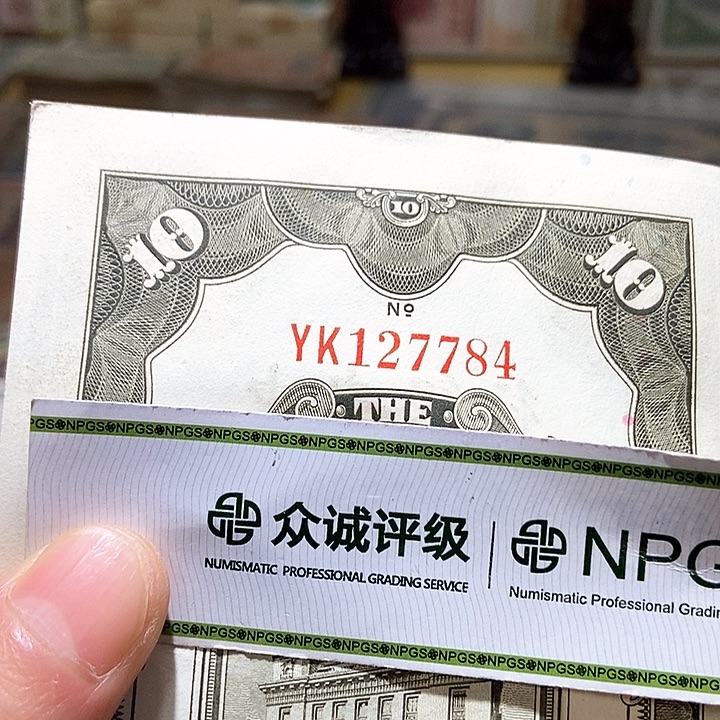 10
10
10
Nº
YK127784
THE
PGS NPGS NPGS NPGS NPGS NPGS NPGS NPGS NPGS NPGS NPGS NPGS NPGS NPGS NPGS
众诚评级
NUMISMATIC PROFESSIONAL GRADING SERVICE
NPG
Numismatic Professional Gradin
NPGS NPGS NPGS NPGS NPGS NPGS NPGS NPGS NPGS NPGS NPGS NPGS